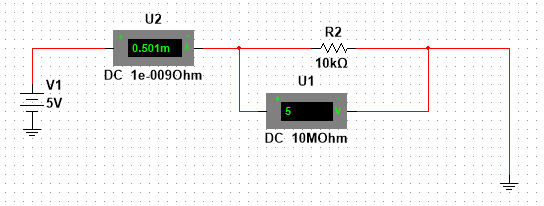 U2
0.501m A
DC 1e-009Ohm
R2
10kΩ
V1
5V
U1
5 V
DC 10MOhm